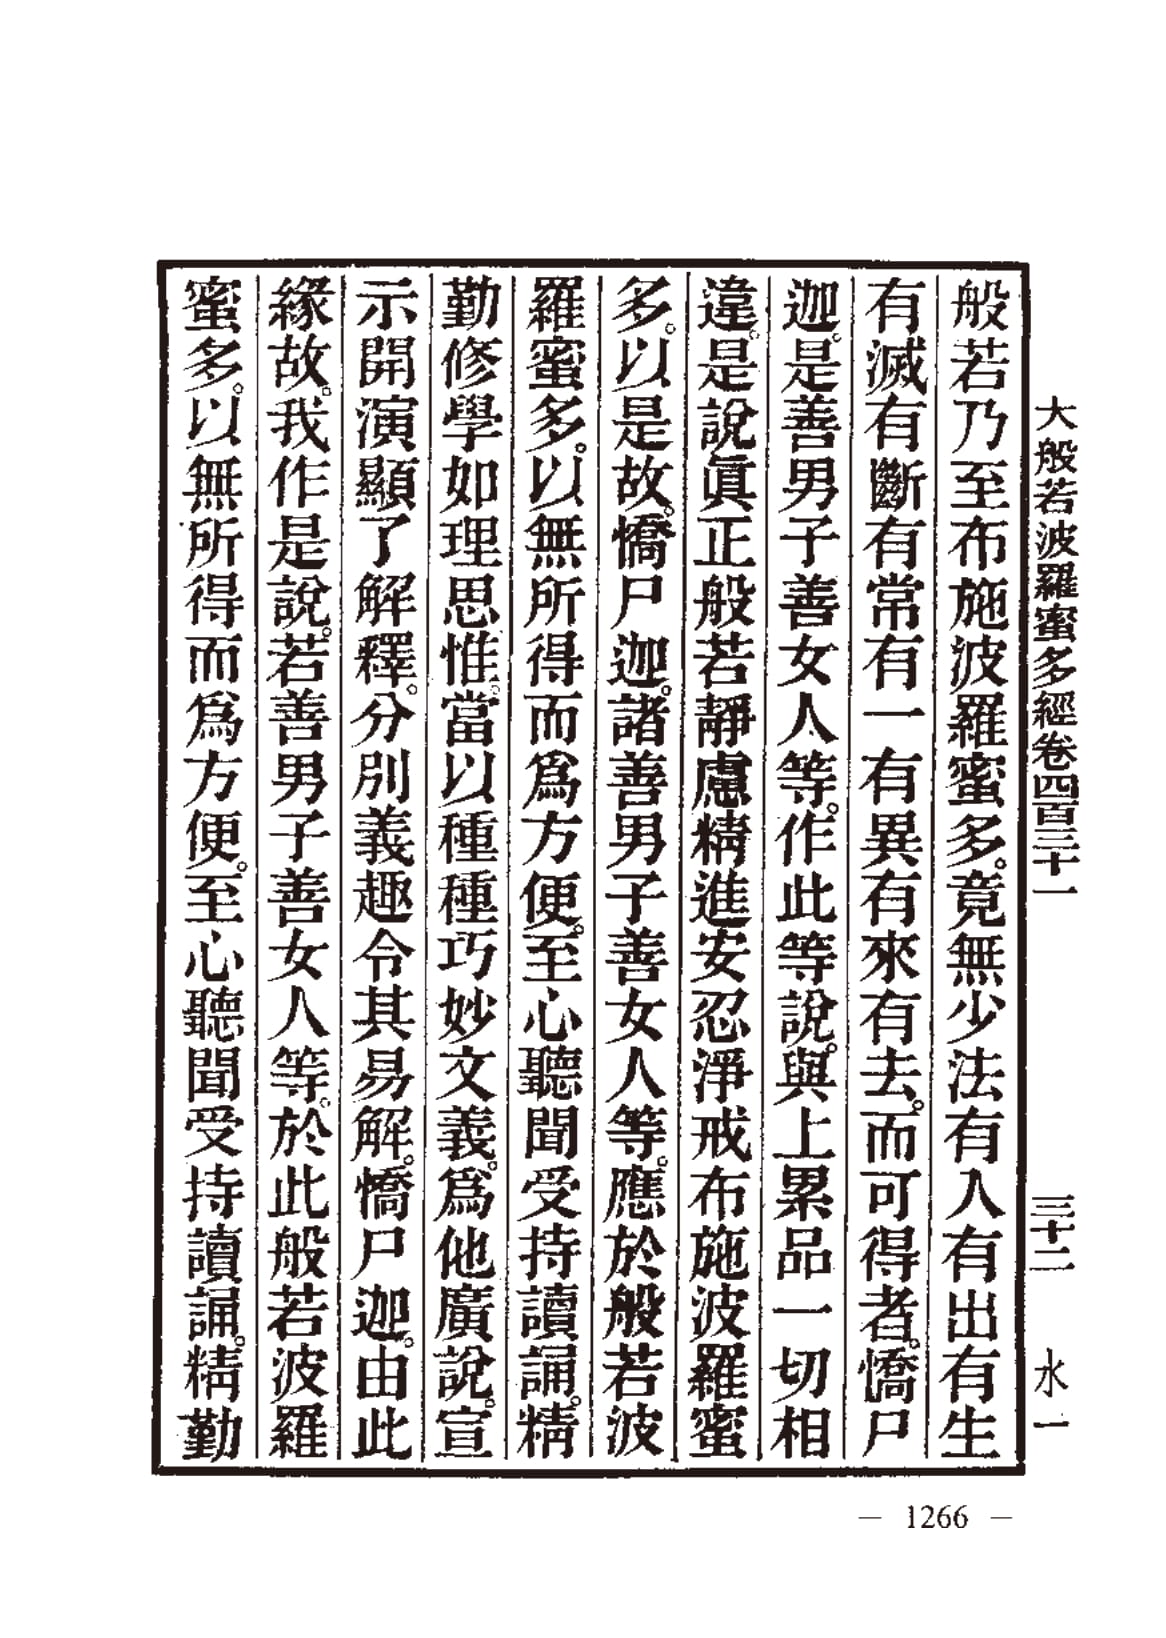 大般若波羅蜜多經卷四百三十一　三十二　水一
般若乃至布施波羅蜜多。竟無少法有入有出有生
有滅有斷有常有一有異有來有去。而可得者。憍尸
迦。是善男子善女人等。作此等說。與上累品一切相
違。是說眞正般若靜慮精進安忍淨戒布施波羅蜜
多。以是故。憍尸迦。諸善男子善女人等。應於般若波
羅蜜多。以無所得而爲方便。至心聽聞受持讀誦。精
勤修學如理思惟。當以種種巧妙文義。爲他廣說。宣
示開演顯了解釋。分別義趣令其易解。憍尸迦。由此
緣故。我作是說。若善男子善女人等。於此般若波羅
蜜多。以無所得而爲方便。至心聽聞受持讀誦。精勤
— 1266 —